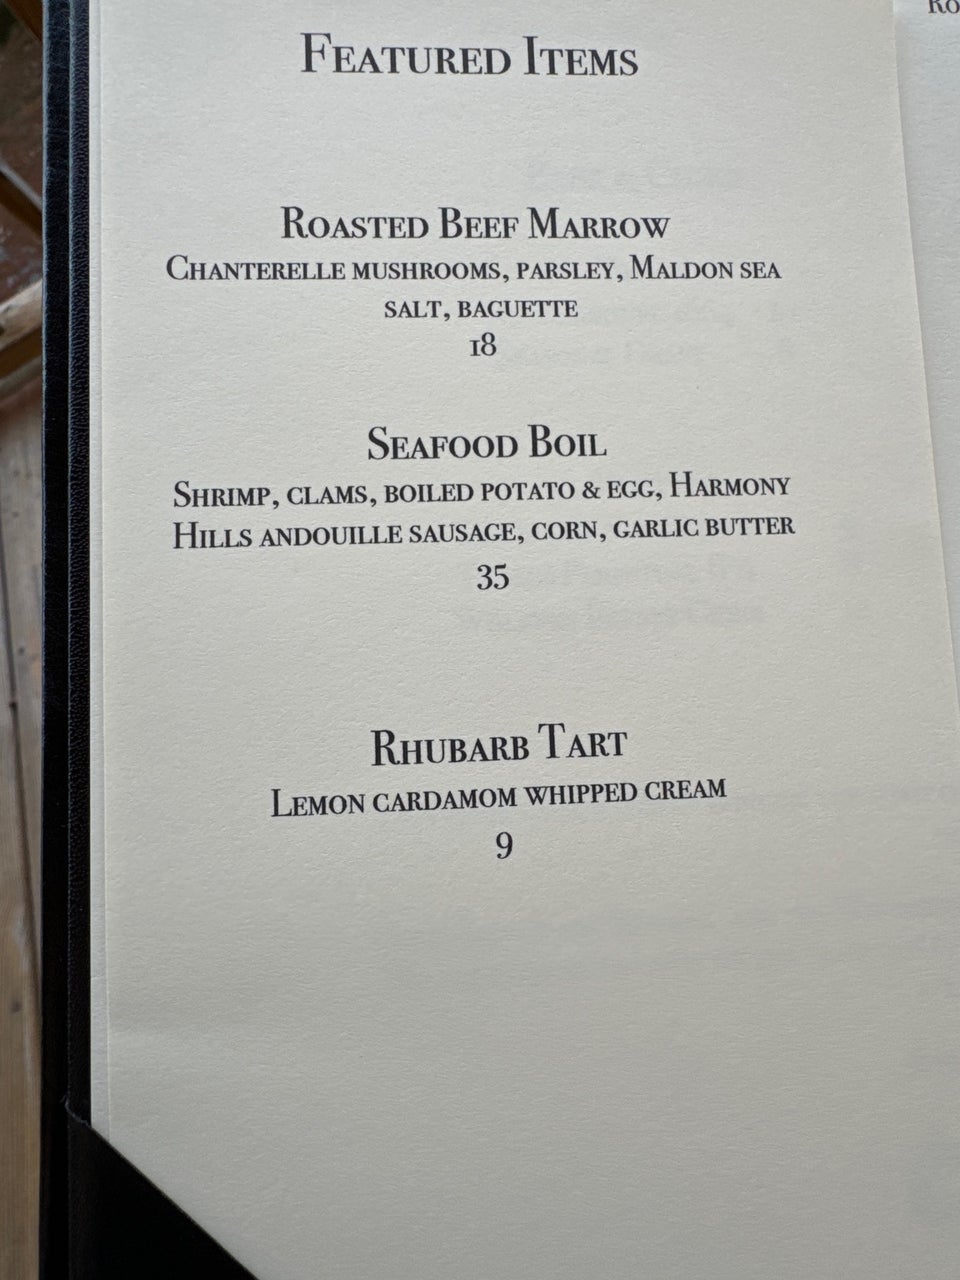 Featured Items
Roasted Beef Marrow
Chanterelle mushrooms, parsley, Maldon sea
salt, baguette
18
Seafood Boil
Shrimp, clams, boiled potato & egg, Harmony
Hills andouille sausage, corn, garlic butter
35
Rhubarb Tart
Lemon cardamom whipped cream
9